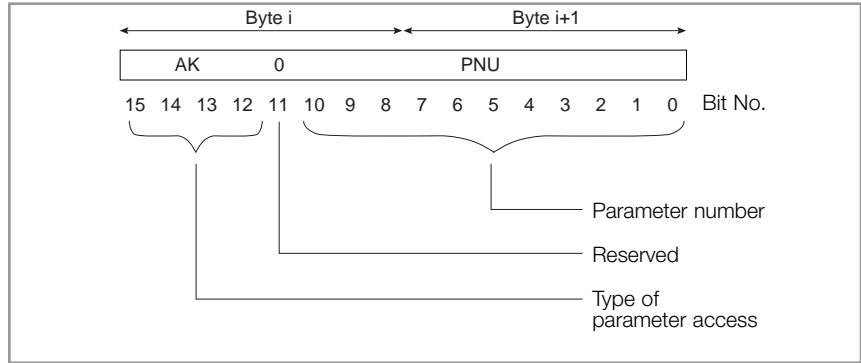 Byte i Byte i+1
AK 0 PNU
15 14 13 12 11 10 9 8 7 6 5 4 3 2 1 0 Bit No.
Parameter number
Reserved
Type of
parameter access